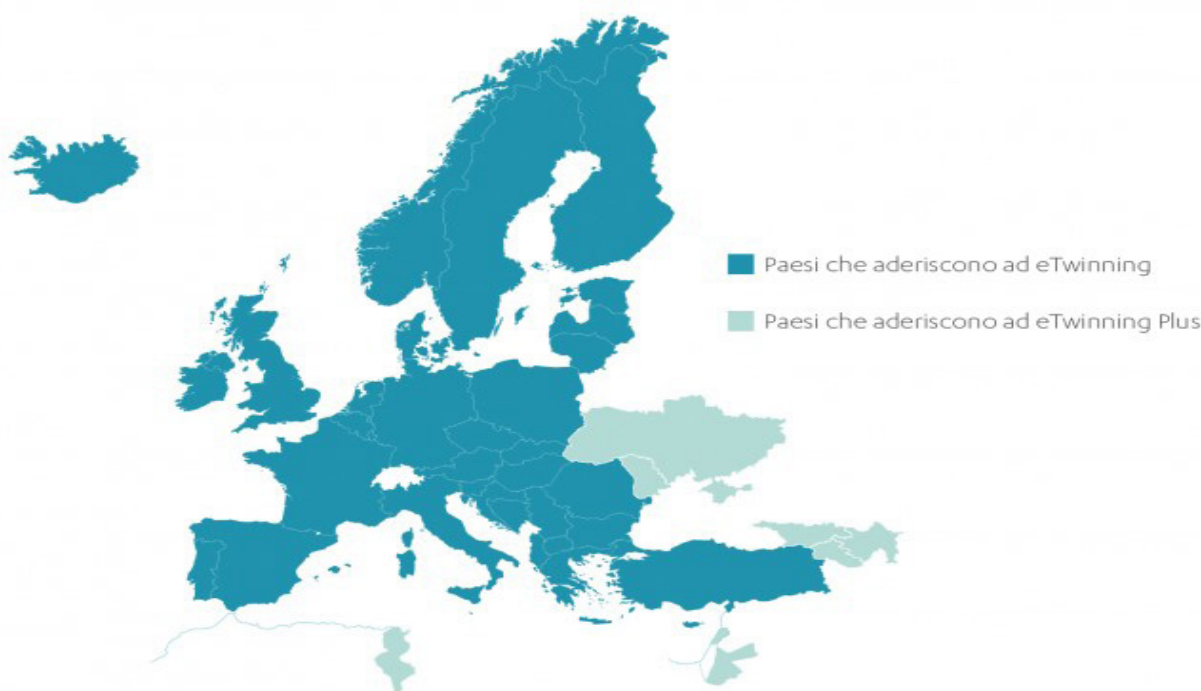 Paesi che aderiscono ad eTwinning
Paesi che aderiscono ad eTwinning Plus